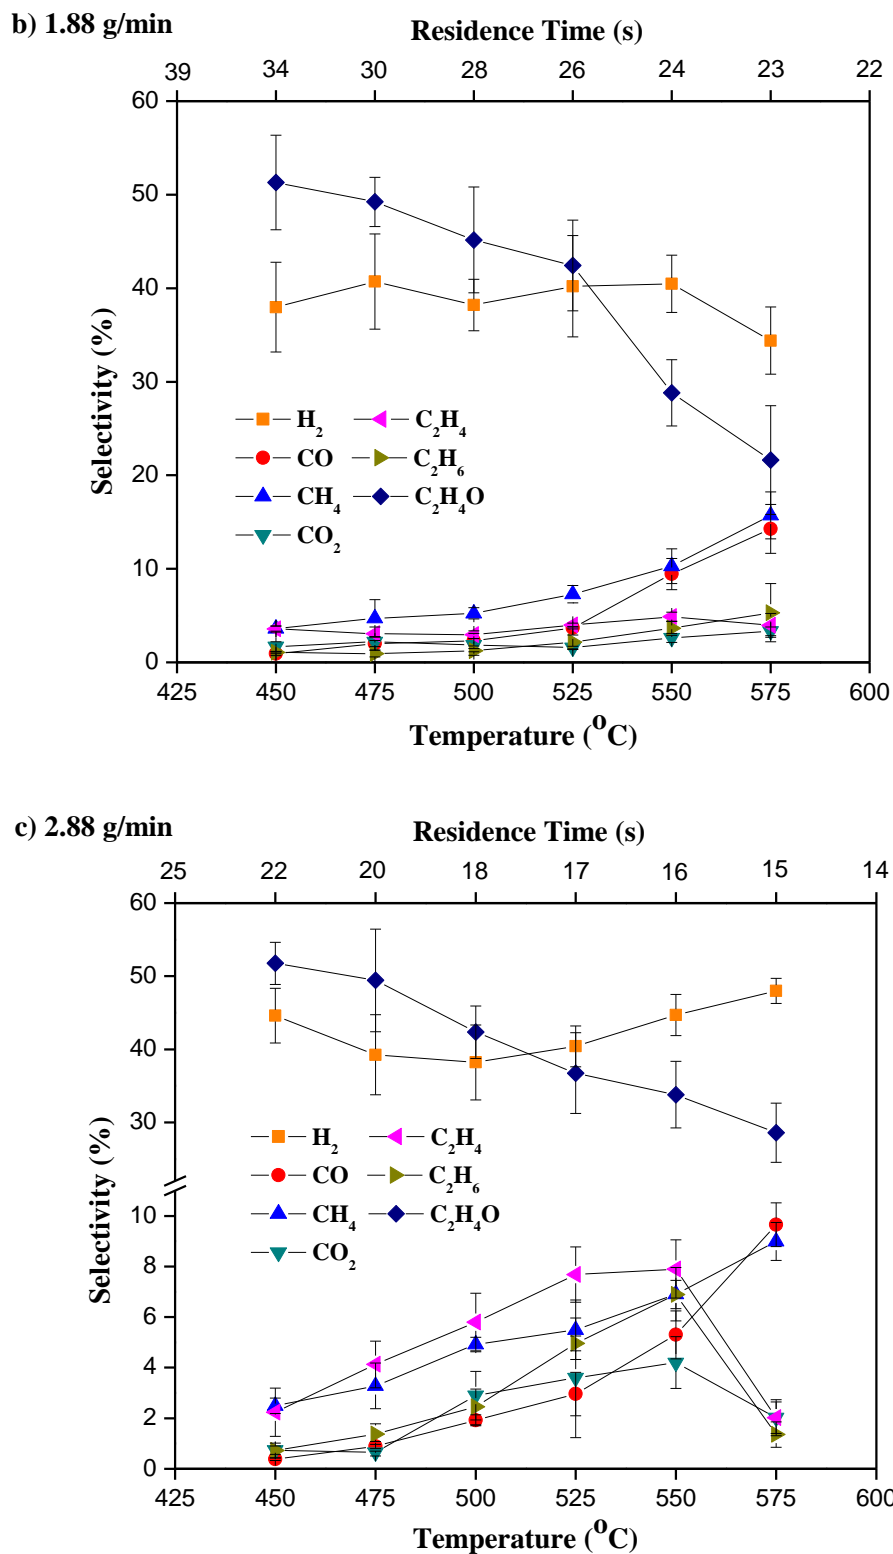 b) 1.88 g/min
Residence Time (s)
39 34 30 28 26 24 23 22
60
50
40
30
20
10
0
Selectivity (%)
H2 C2H4
CO C2H6
CH4 C2H4O
CO2
425 450 475 500 525 550 575 600
Temperature (oC)
c) 2.88 g/min
Residence Time (s)
25 22 20 18 17 16 15 14
60
50
40
30
10
8
6
4
2
0
Selectivity (%)
H2 C2H4
CO C2H6
CH4 C2H4O
CO2
425 450 475 500 525 550 575 600
Temperature (oC)